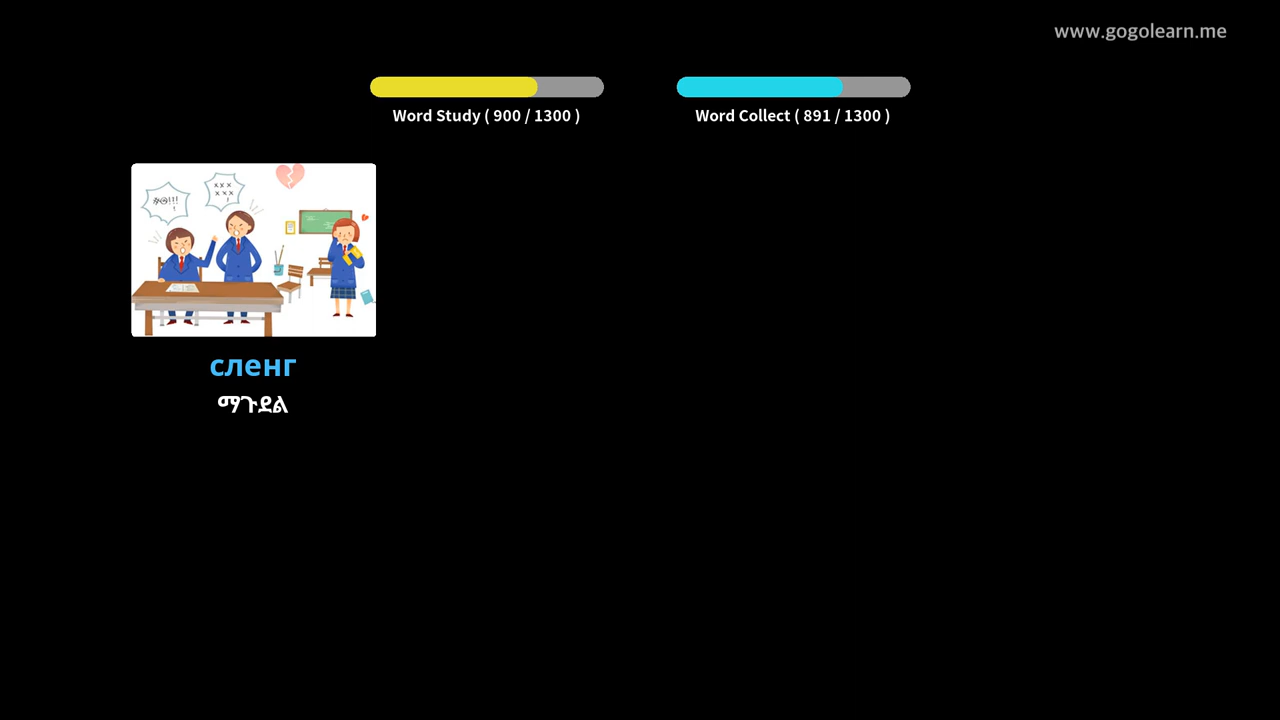 www.gogolearn.me
Word Study ( 900 / 1300 )
Word Collect ( 891 / 1300 )
#@!!!
!
x x x
x x x
!
сленг
ማጉደል